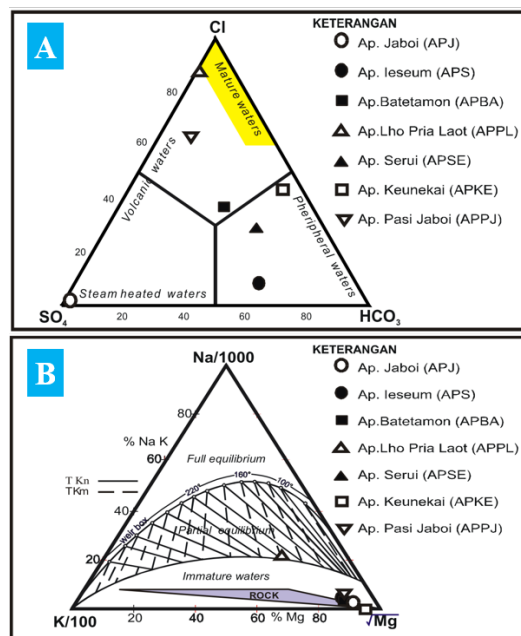 A
Cl
KETERANGAN
Ap. Jaboi (APJ)
Ap. Ieseum (APS)
Ap.Batetamon (APBA)
Ap.Lho Pria Laot (APPL)
Ap. Serui (APSE)
Ap. Keunekai (APKE)
Ap. Pasi Jaboi (APPJ)
Mature waters
80
60
40
20
Volcanic waters
Pheripheral waters
Steam heated waters
SO4
20
40
60
80
HCO3
B
Na/1000
KETERANGAN
Ap. Jaboi (APJ)
Ap. Ieseum (APS)
Ap.Batetamon (APBA)
Ap.Lho Pria Laot (APPL)
Ap. Serui (APSE)
Ap. Keunekai (APKE)
Ap. Pasi Jaboi (APPJ)
80
% Na K
60
Full equilibrium
T Kn
TKm
40
220°
160°
100°
weir box
Partial equilibrium
20
Immature waters
ROCK
K/100
20
40
% Mg
80
√Mg